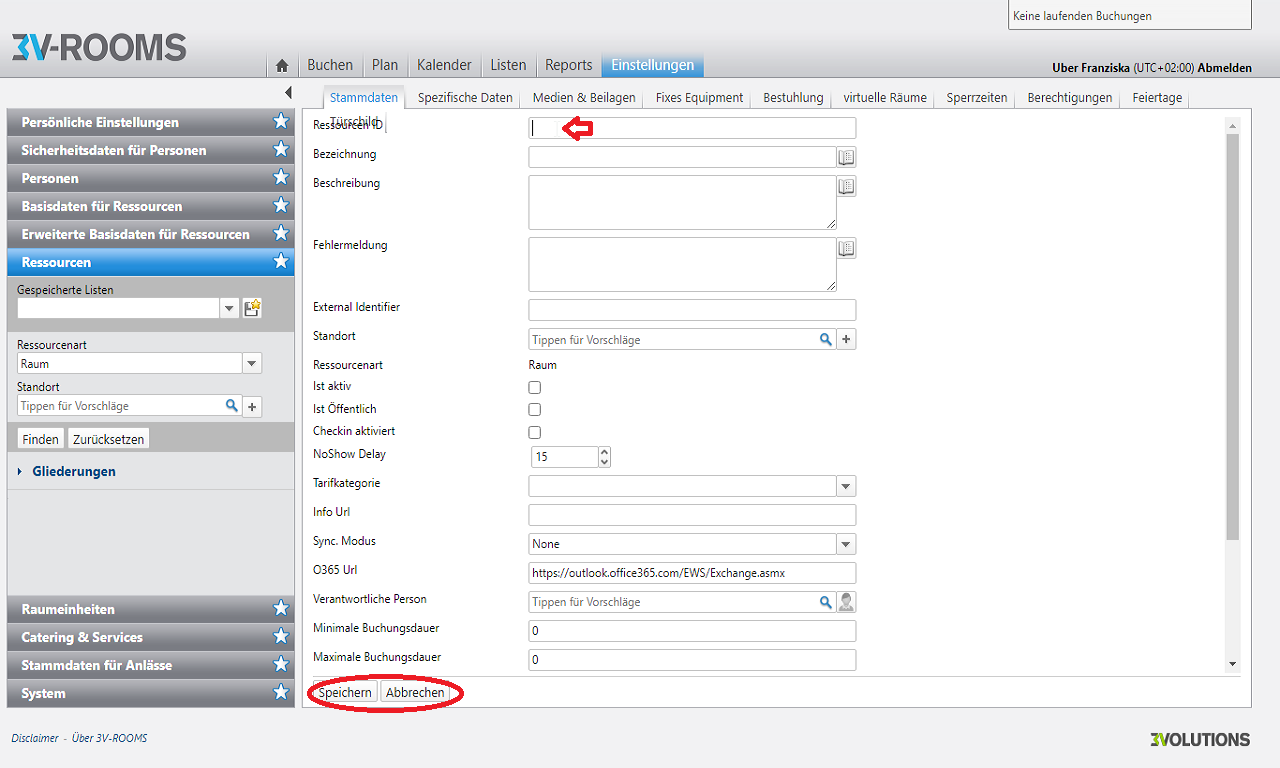 Keine laufenden Buchungen
3V-ROOMS
Buchen Plan Kalender Listen Reports Einstellungen
Uber Franziska (UTC+02:00) Abmelden
Stammdaten Spezifische Daten Medien & Beilagen Fixes Equipment Bestuhlung virtuelle Räume Sperrzeiten Berechtigungen Feiertage
Türschild
Persönliche Einstellungen
Sicherheitsdaten für Personen
Personen
Basisdaten für Ressourcen
Erweiterte Basisdaten für Ressourcen
Ressourcen
Gespeicherte Listen
Ressourcenart
Raum
Standort
Tippen für Vorschläge
Finden Zurücksetzen
Gliederungen
Raumeinheiten
Catering & Services
Stammdaten für Anlässe
System
Ressourcen ID
Bezeichnung
Beschreibung
Fehlermeldung
External Identifier
Standort Tippen für Vorschläge
Ressourcenart Raum
Ist aktiv
Ist Öffentlich
Checkin aktiviert
NoShow Delay 15
Tarifkategorie
Info Url
Sync. Modus None
O365 Url https://outlook.office365.com/EWS/Exchange.asmx
Verantwortliche Person Tippen für Vorschläge
Minimale Buchungsdauer 0
Maximale Buchungsdauer 0
Speichern Abbrechen
Disclaimer - Über 3V-ROOMS
3VOLUTIONS